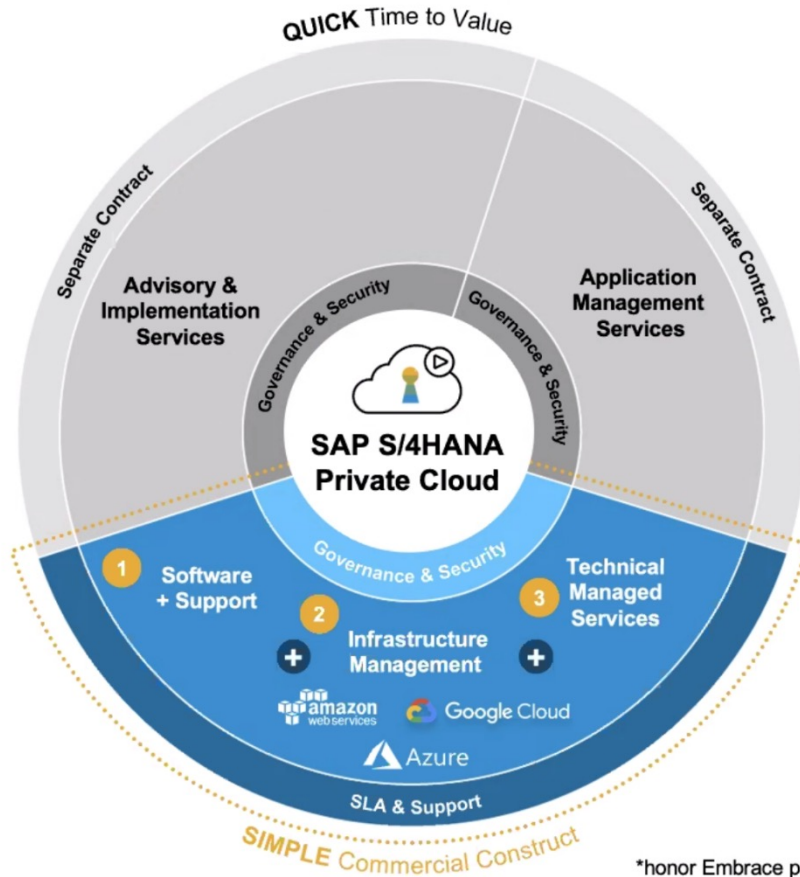 QUICK Time to Value
Separate Contract
Separate Contract
Advisory &
Implementation
Services
Application
Management
Services
Governance & Security
Governance & Security
SAP S/4HANA
Private Cloud
Governance & Security
1
Software
+ Support
2
Infrastructure
Management
3
Technical
Managed
Services
+
+
amazon
webservices
Google Cloud
Azure
SLA & Support
SIMPLE Commercial Construct
*honor Embrace p